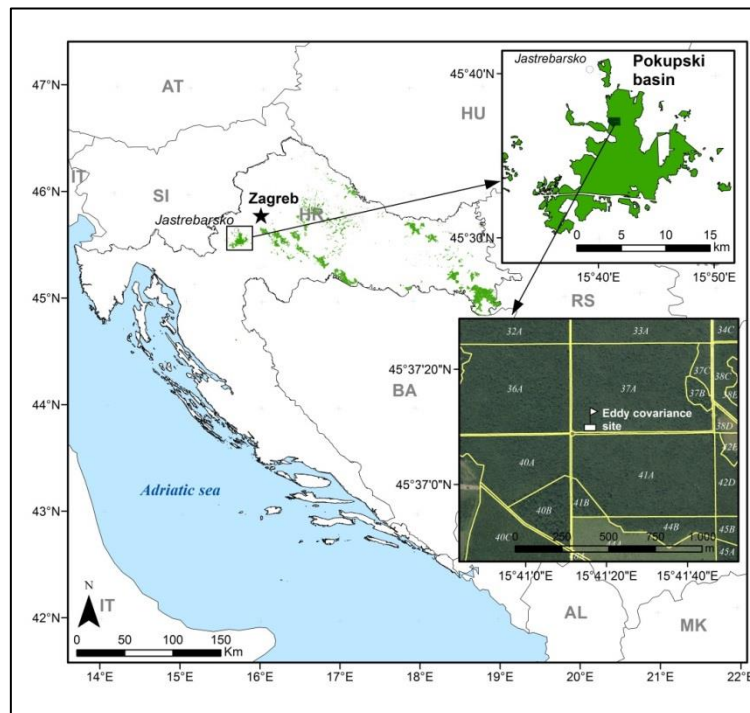 47°N
46°N
45°N
44°N
43°N
42°N
AT
HU
IT
SI
Zagreb
HR
Jastrebarsko
RS
BA
Adriatic sea
IT
AL
MK
N
0 50 100 150
Km
14°E 15°E 16°E 17°E 18°E 19°E 20°E 21°E 22°E
Jastrebarsko
Pokupski
basin
45°40'
45°30'
0 5 10 15
Km
15°40'E 15°50'E
32A 33A 34C
37C
38C
36A 37A 37B 38E
Eddy covariance
site
38D
42E
40A 41A
42D
40B 41B
44B 45B
40C
45A
0 250 500 750 1.000
m
45°37'20"
45°37'0"
15°41'0"E 15°41'20"E 15°41'40"E